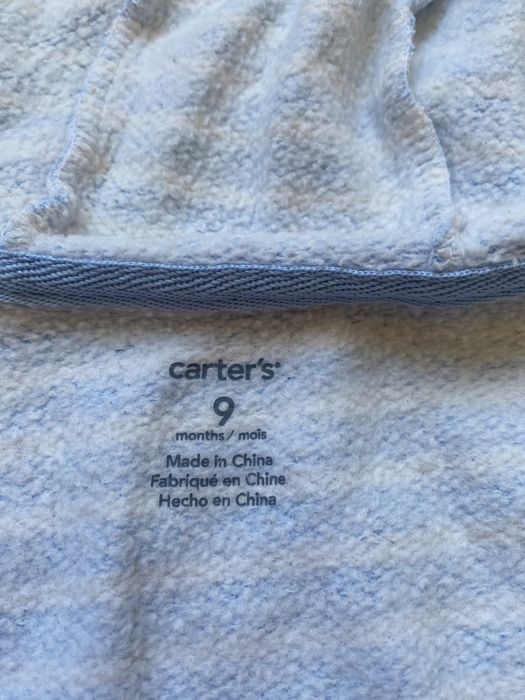 carter's
9
months / mois
Made in China
Fabriqué en Chine
Hecho en China